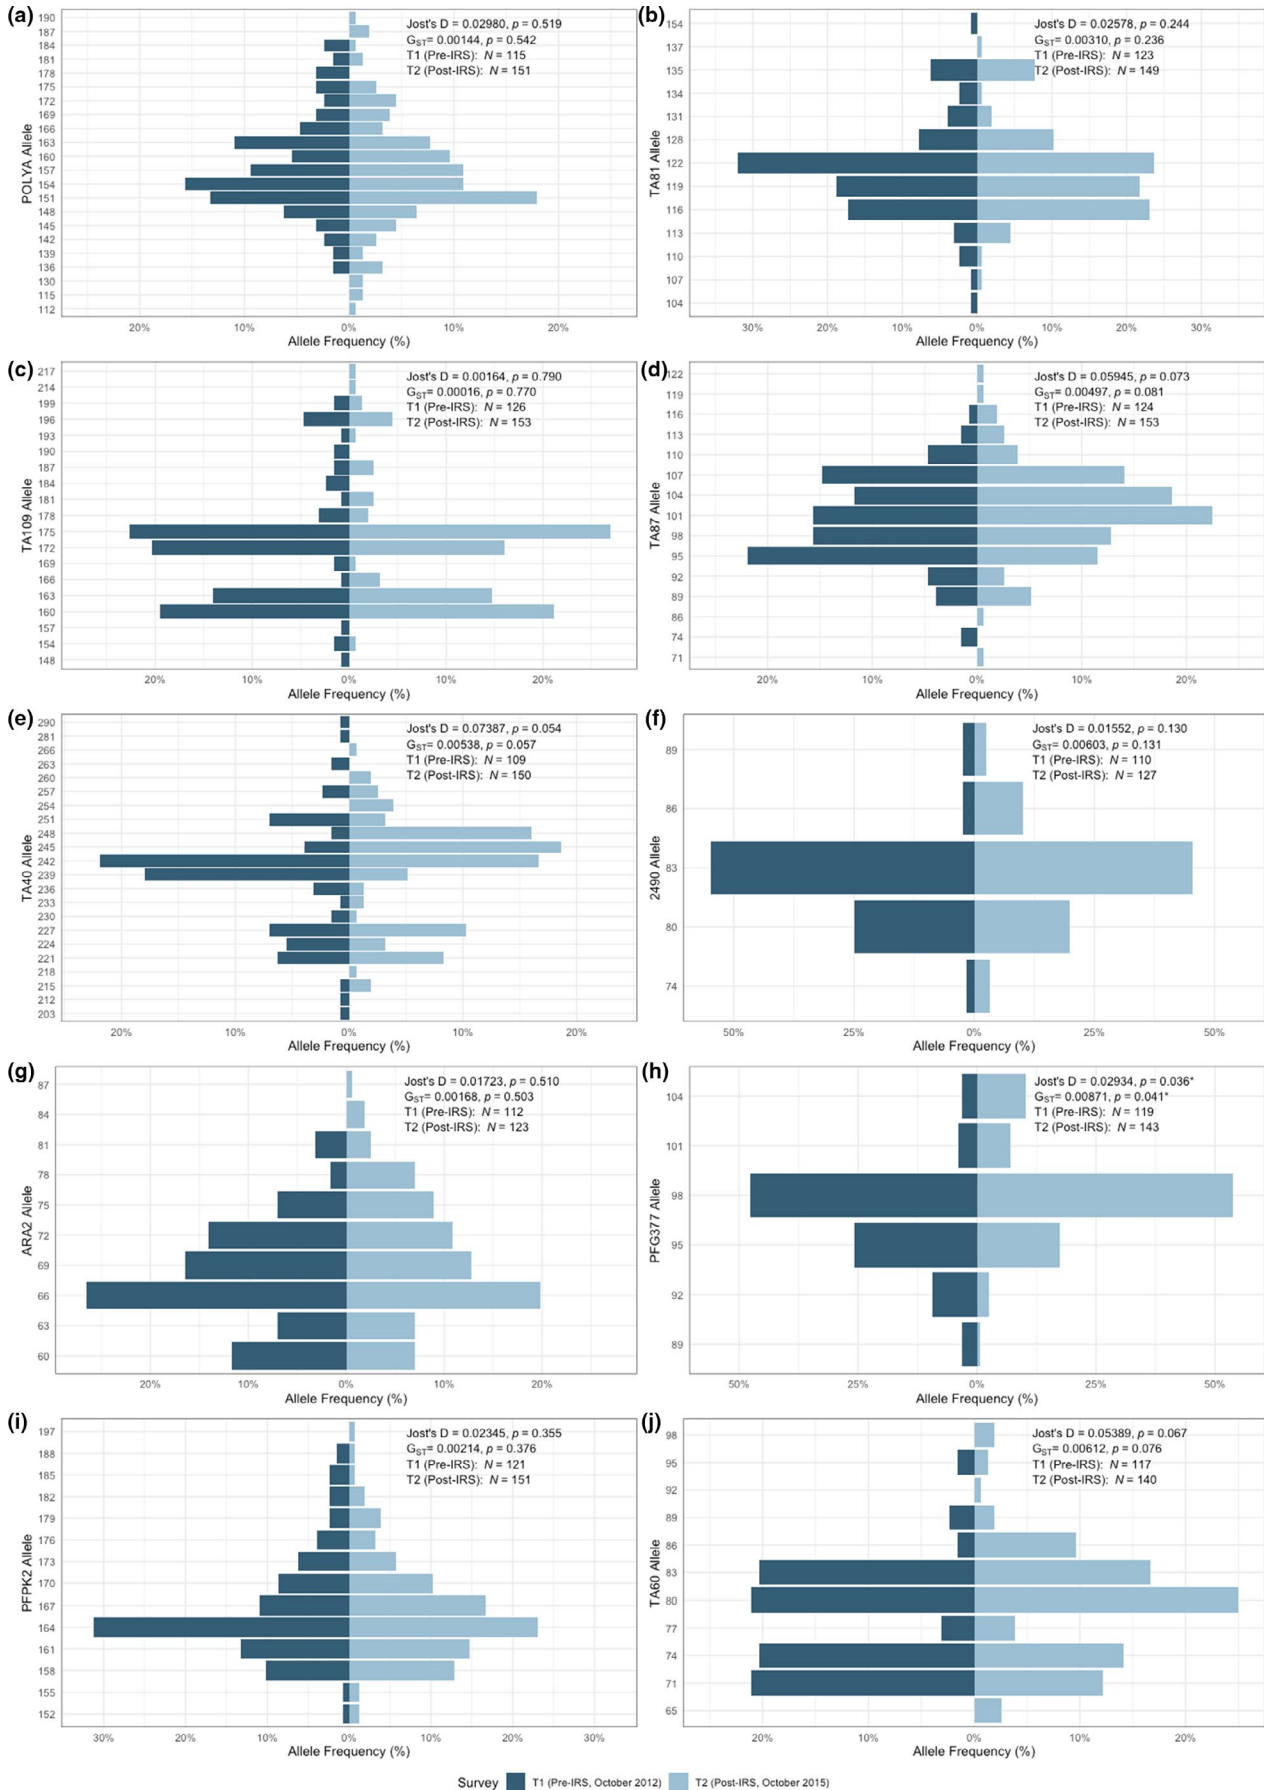 (a)
190
187
184
181
178
175
172
169
166
163
160
157
154
151
148
145
142
139
136
130
115
112
POLYA Allele
Jost's D = 0.02980, p = 0.519
GST= 0.00144, p = 0.542
T1 (Pre-IRS): N = 115
T2 (Post-IRS): N = 151
20% 10% 0% 10% 20%
Allele Frequency (%)
(b)
154
137
135
134
131
128
122
119
116
113
110
107
104
TA81 Allele
Jost's D = 0.02578, p = 0.244
GST= 0.00310, p = 0.236
T1 (Pre-IRS): N = 123
T2 (Post-IRS): N = 149
30% 20% 10% 0% 10% 20% 30%
Allele Frequency (%)
(c)
217
214
199
196
193
190
187
184
181
178
175
172
169
166
163
160
157
154
148
TA109 Allele
Jost's D = 0.00164, p = 0.790
GST= 0.00016, p = 0.770
T1 (Pre-IRS): N = 126
T2 (Post-IRS): N = 153
20% 10% 0% 10% 20%
Allele Frequency (%)
(d)
122
119
116
113
110
107
104
101
98
95
92
89
86
74
71
TA87 Allele
Jost's D = 0.05945, p = 0.073
GST= 0.00497, p = 0.081
T1 (Pre-IRS): N = 124
T2 (Post-IRS): N = 153
20% 10% 0% 10% 20%
Allele Frequency (%)
(e)
290
281
266
263
260
257
254
251
248
245
242
239
236
233
230
227
224
221
218
215
212
203
TA40 Allele
Jost's D = 0.07387, p = 0.054
GST= 0.00538, p = 0.057
T1 (Pre-IRS): N = 109
T2 (Post-IRS): N = 150
20% 10% 0% 10% 20%
Allele Frequency (%)
(f)
89
86
83
80
74
2490 Allele
Jost's D = 0.01552, p = 0.130
GST= 0.00603, p = 0.131
T1 (Pre-IRS): N = 110
T2 (Post-IRS): N = 127
50% 25% 0% 25% 50%
Allele Frequency (%)
(g)
87
84
81
78
75
72
69
66
63
60
ARA2 Allele
Jost's D = 0.01723, p = 0.510
GST= 0.00168, p = 0.503
T1 (Pre-IRS): N = 112
T2 (Post-IRS): N = 123
20% 10% 0% 10% 20%
Allele Frequency (%)
(h)
104
101
98
95
92
89
PFG377 Allele
Jost's D = 0.02934, p = 0.036*
GST= 0.00871, p = 0.041*
T1 (Pre-IRS): N = 119
T2 (Post-IRS): N = 143
50% 25% 0% 25% 50%
Allele Frequency (%)
(i)
197
188
185
182
179
176
173
170
167
164
161
158
155
152
PFPK2 Allele
Jost's D = 0.02345, p = 0.355
GST= 0.00214, p = 0.376
T1 (Pre-IRS): N = 121
T2 (Post-IRS): N = 151
30% 20% 10% 0% 10% 20% 30%
Allele Frequency (%)
(j)
98
95
92
89
86
83
80
77
74
71
65
TA60 Allele
Jost's D = 0.05389, p = 0.067
GST= 0.00612, p = 0.076
T1 (Pre-IRS): N = 117
T2 (Post-IRS): N = 140
20% 10% 0% 10% 20%
Allele Frequency (%)
Survey T1 (Pre-IRS, October 2012) T2 (Post-IRS, October 2015)